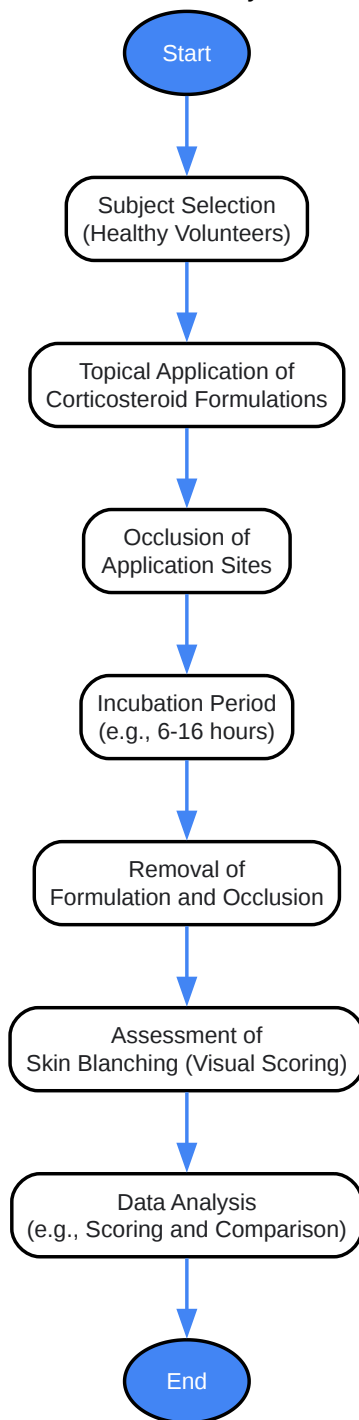 Start
Subject Selection
(Healthy Volunteers)
Topical Application of
Corticosteroid Formulations
Occlusion of
Application Sites
Incubation Period
(e.g., 6-16 hours)
Removal of
Formulation and Occlusion
Assessment of
Skin Blanching (Visual Scoring)
Data Analysis
(e.g., Scoring and Comparison)
End